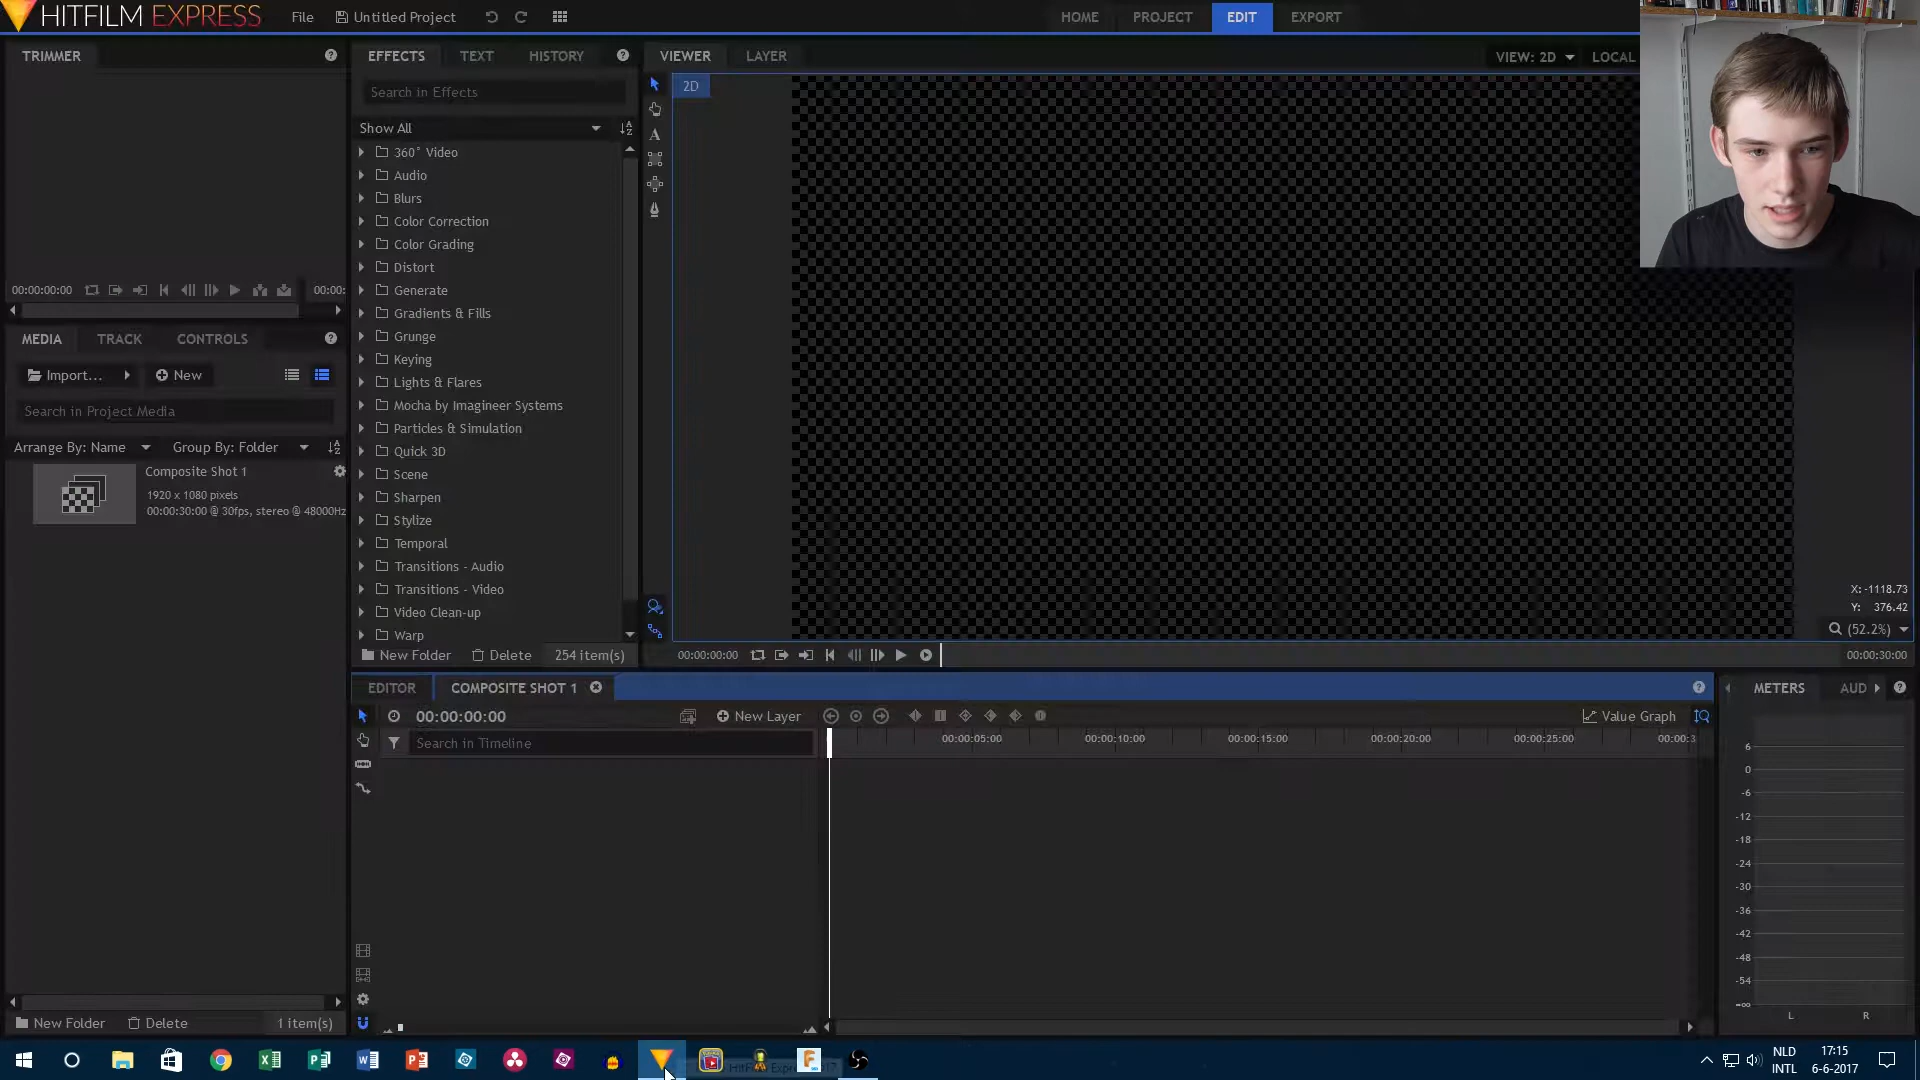 HITFILM EXPRESS
File
Untitled Project
HOME
PROJECT
EDIT
EXPORT
TRIMMER
EFFECTS
TEXT
HISTORY
VIEWER
LAYER
VIEW: 2D
LOCAL
2D
Search in Effects
Show All
360° Video
Audio
Blurs
Color Correction
Color Grading
Distort
Generate
Gradients & Fills
Grunge
Keying
Lights & Flares
Mocha by Imagineer Systems
Particles & Simulation
Quick 3D
Scene
Sharpen
Stylize
Temporal
Transitions - Audio
Transitions - Video
Video Clean-up
Warp
New Folder
Delete
254 item(s)
00:00:00:00
00:00:
MEDIA
TRACK
CONTROLS
Import...
New
Search in Project Media
Arrange By: Name
Group By: Folder
Composite Shot 1
1920 x 1080 pixels
00:00:30:00 @ 30fps, stereo @ 48000Hz
New Folder
Delete
1 item(s)
X: -1118.73
Y: 376.42
(52.2%)
00:00:00:00
00:00:30:00
EDITOR
COMPOSITE SHOT 1
00:00:00:00
New Layer
Value Graph
Search in Timeline
00:00:05:00
00:00:10:00
00:00:15:00
00:00:20:00
00:00:25:00
00:00:3
METERS
AUD
6
0
-6
-12
-18
-24
-30
-36
-42
-48
-54
-∞
L
R
NLD
INTL
17:15
6-6-2017